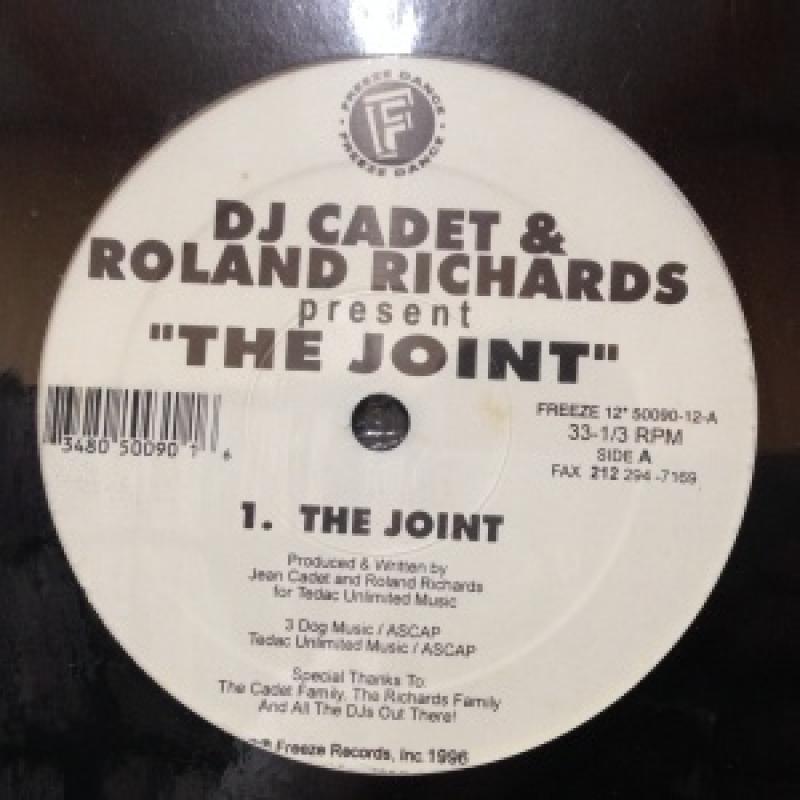 FREEZE DANCE • FREEZE DANCE •
F
DJ CADET &
ROLAND RICHARDS
present
"THE JOINT"
3480 50090 1 6
FREEZE 12" 50090-12-A
33-1/3 RPM
SIDE A
FAX 212 294-7169
1. THE JOINT
Produced & Written by
Jean Cadet and Roland Richards
for Tedac Unlimited Music
3 Dog Music / ASCAP
Tedac Unlimited Music / ASCAP
Special Thanks To:
The Cadet Family, The Richards Family
And All The DJs Out There!
Freeze Records, Inc. 1996